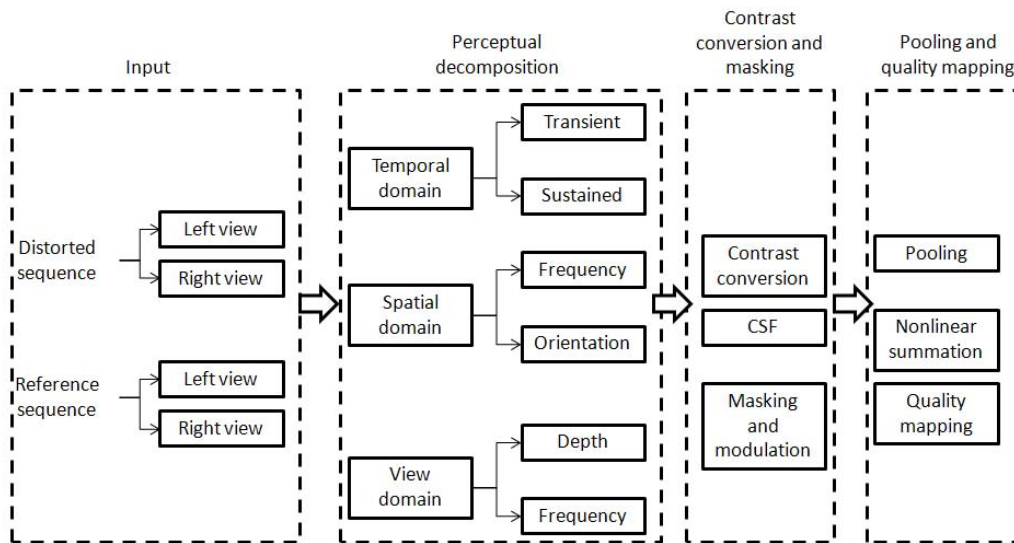 Input
Distorted
sequence
Left view
Right view
Reference
sequence
Left view
Right view
Perceptual
decomposition
Temporal
domain
Transient
Sustained
Spatial
domain
Frequency
Orientation
View
domain
Depth
Frequency
Contrast
conversion and
masking
Contrast
conversion
CSF
Masking
and
modulation
Pooling and
quality mapping
Pooling
Nonlinear
summation
Quality
mapping